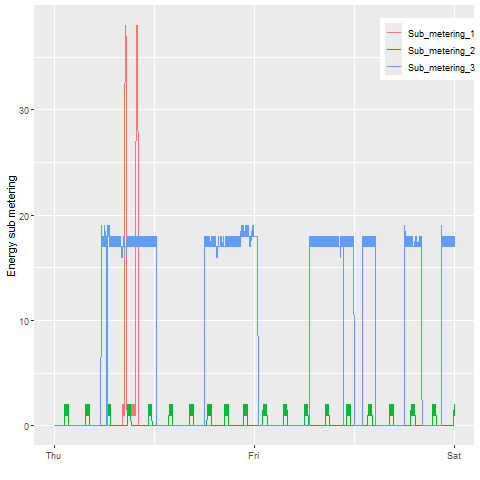 Sub_metering_1
Sub_metering_2
Sub_metering_3
Energy sub metering
30
20
10
0
Thu
Fri
Sat